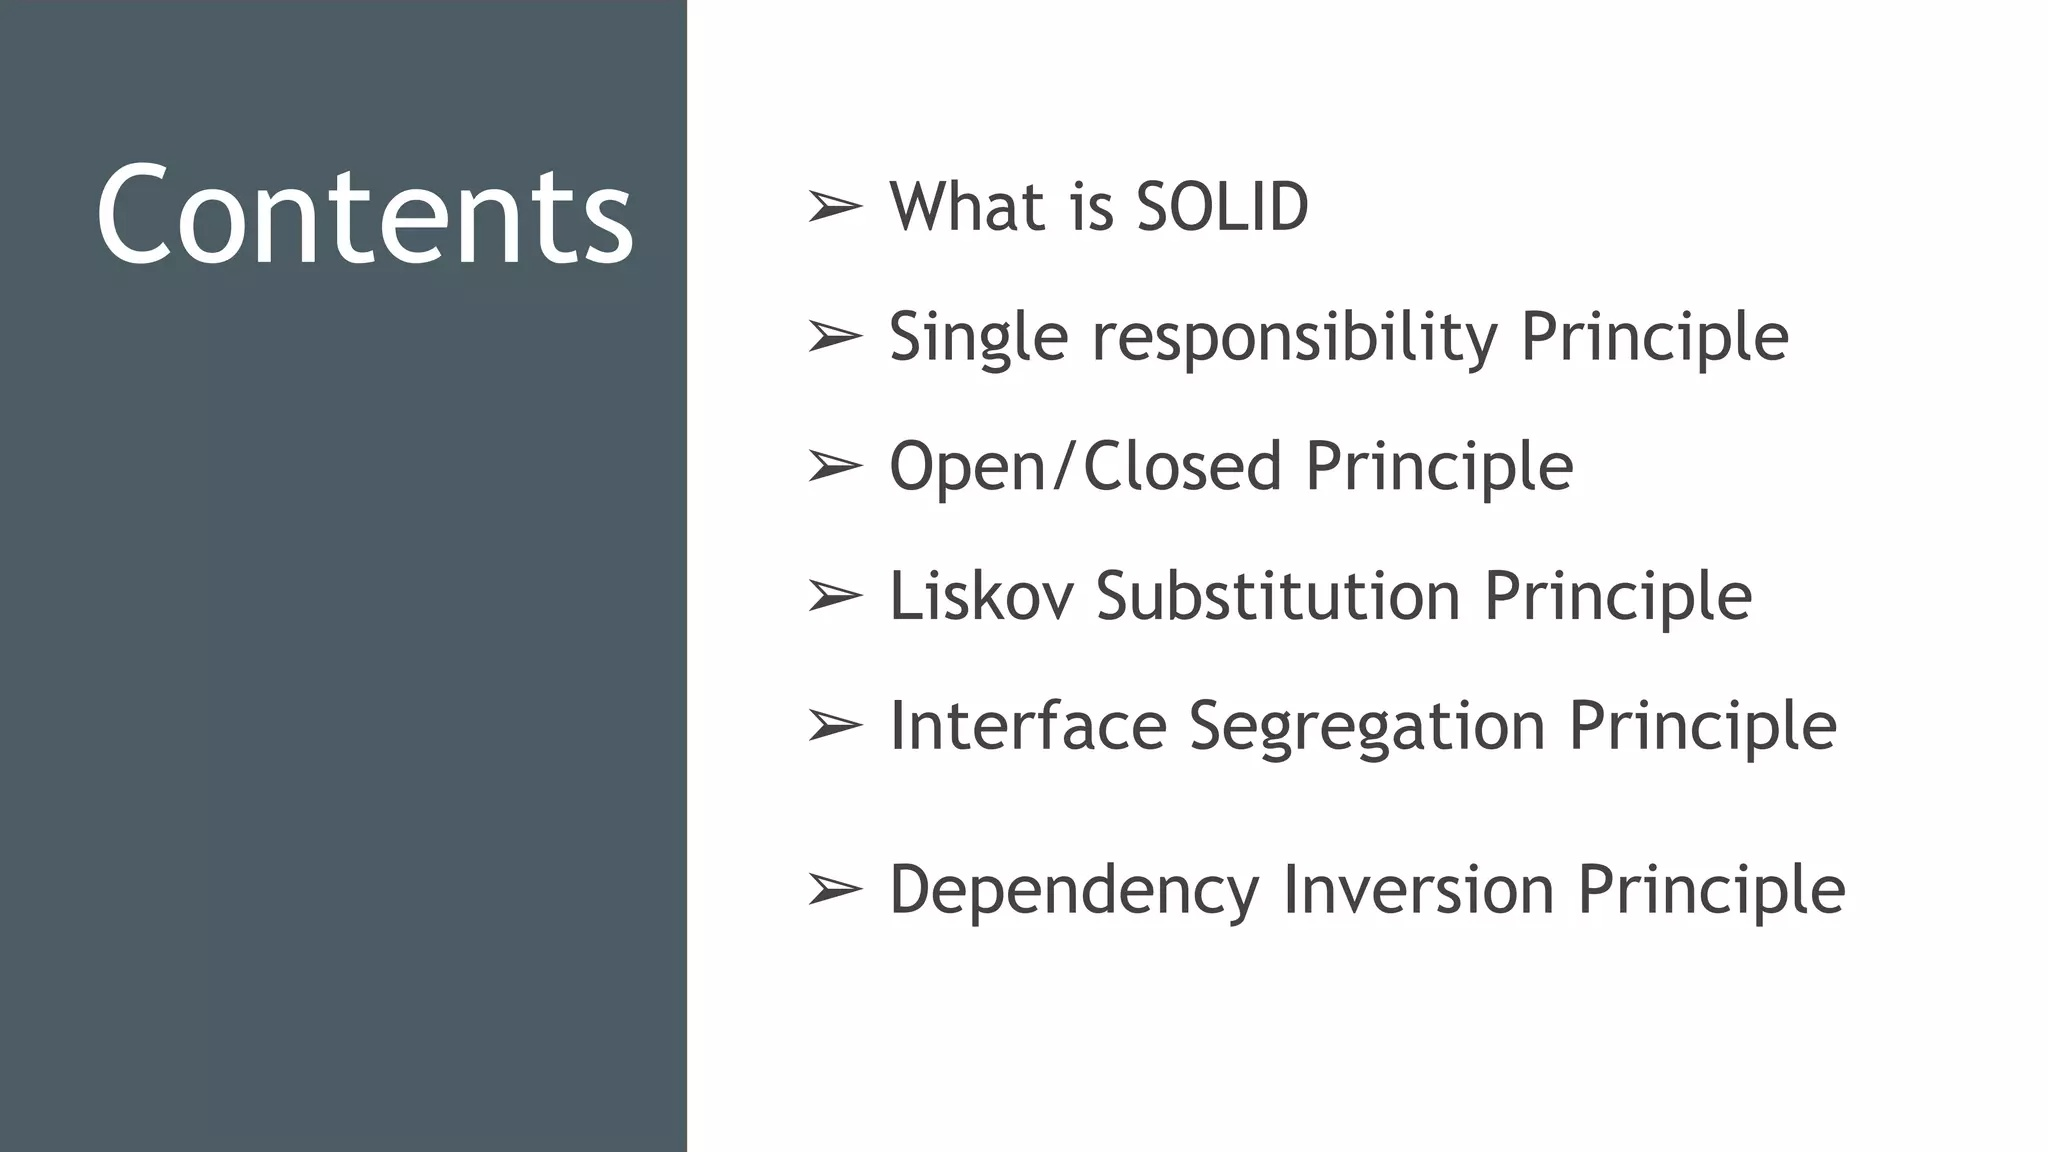 Contents
➢ What is SOLID
➢ Single responsibility Principle
➢ Open/Closed Principle
➢ Liskov Substitution Principle
➢ Interface Segregation Principle
➢ Dependency Inversion Principle